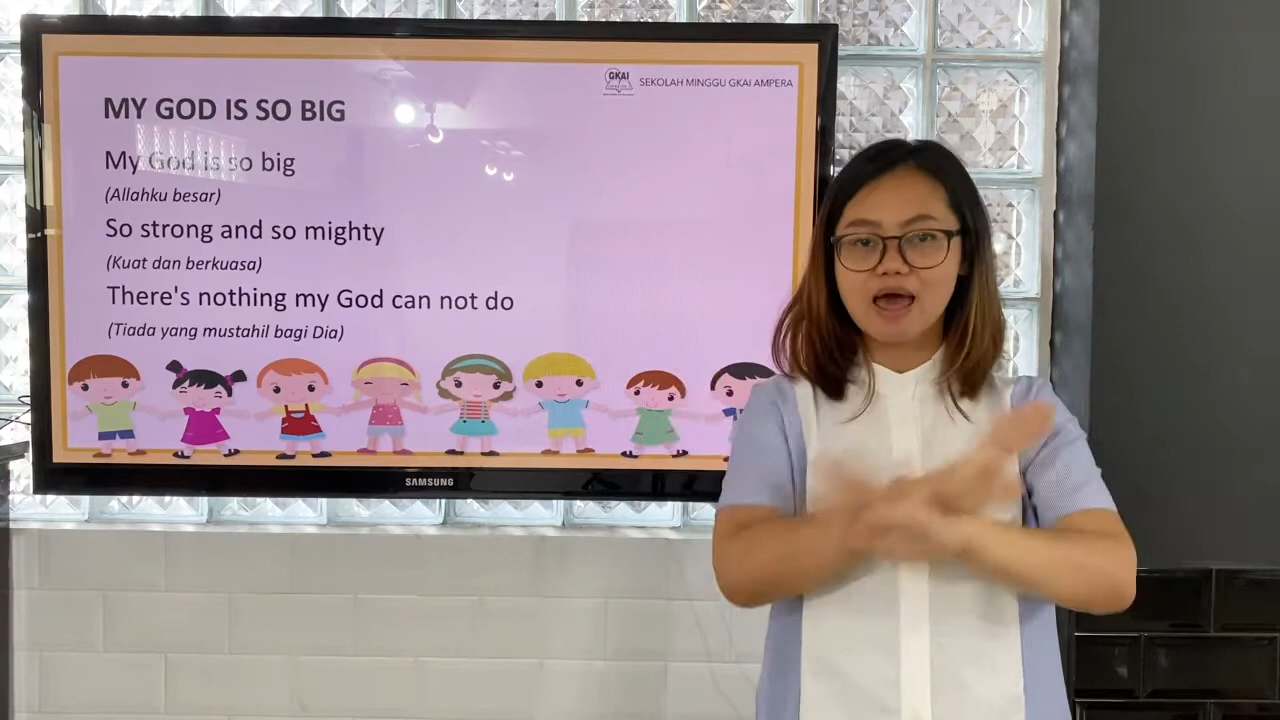 GKAI
SEKOLAH MINGGU GKAI AMPERA
MY GOD IS SO BIG
My God is so big
(Allahku besar)
So strong and so mighty
(Kuat dan berkuasa)
There's nothing my God can not do
(Tiada yang mustahil bagi Dia)
SAMSUNG